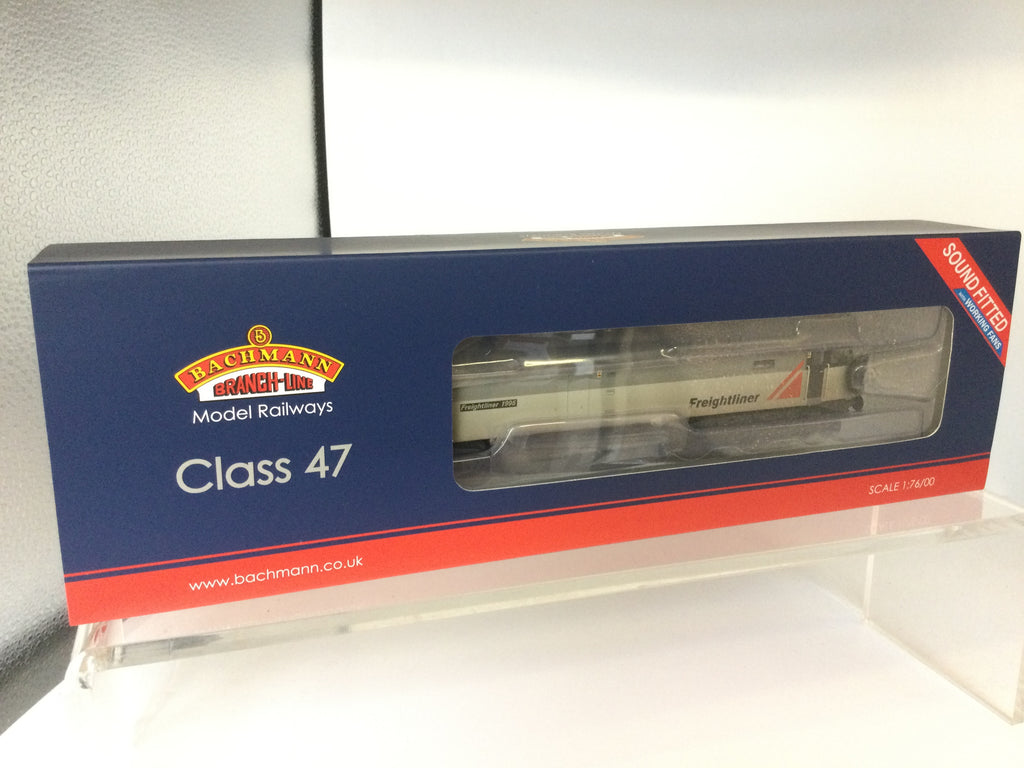 BACHMANN
BRANCH-LINE
Model Railways
Class 47
www.bachmann.co.uk
Freightliner 1995
Freightliner
SOUND FITTED
WITH WORKING FANS
SCALE 1:76/00